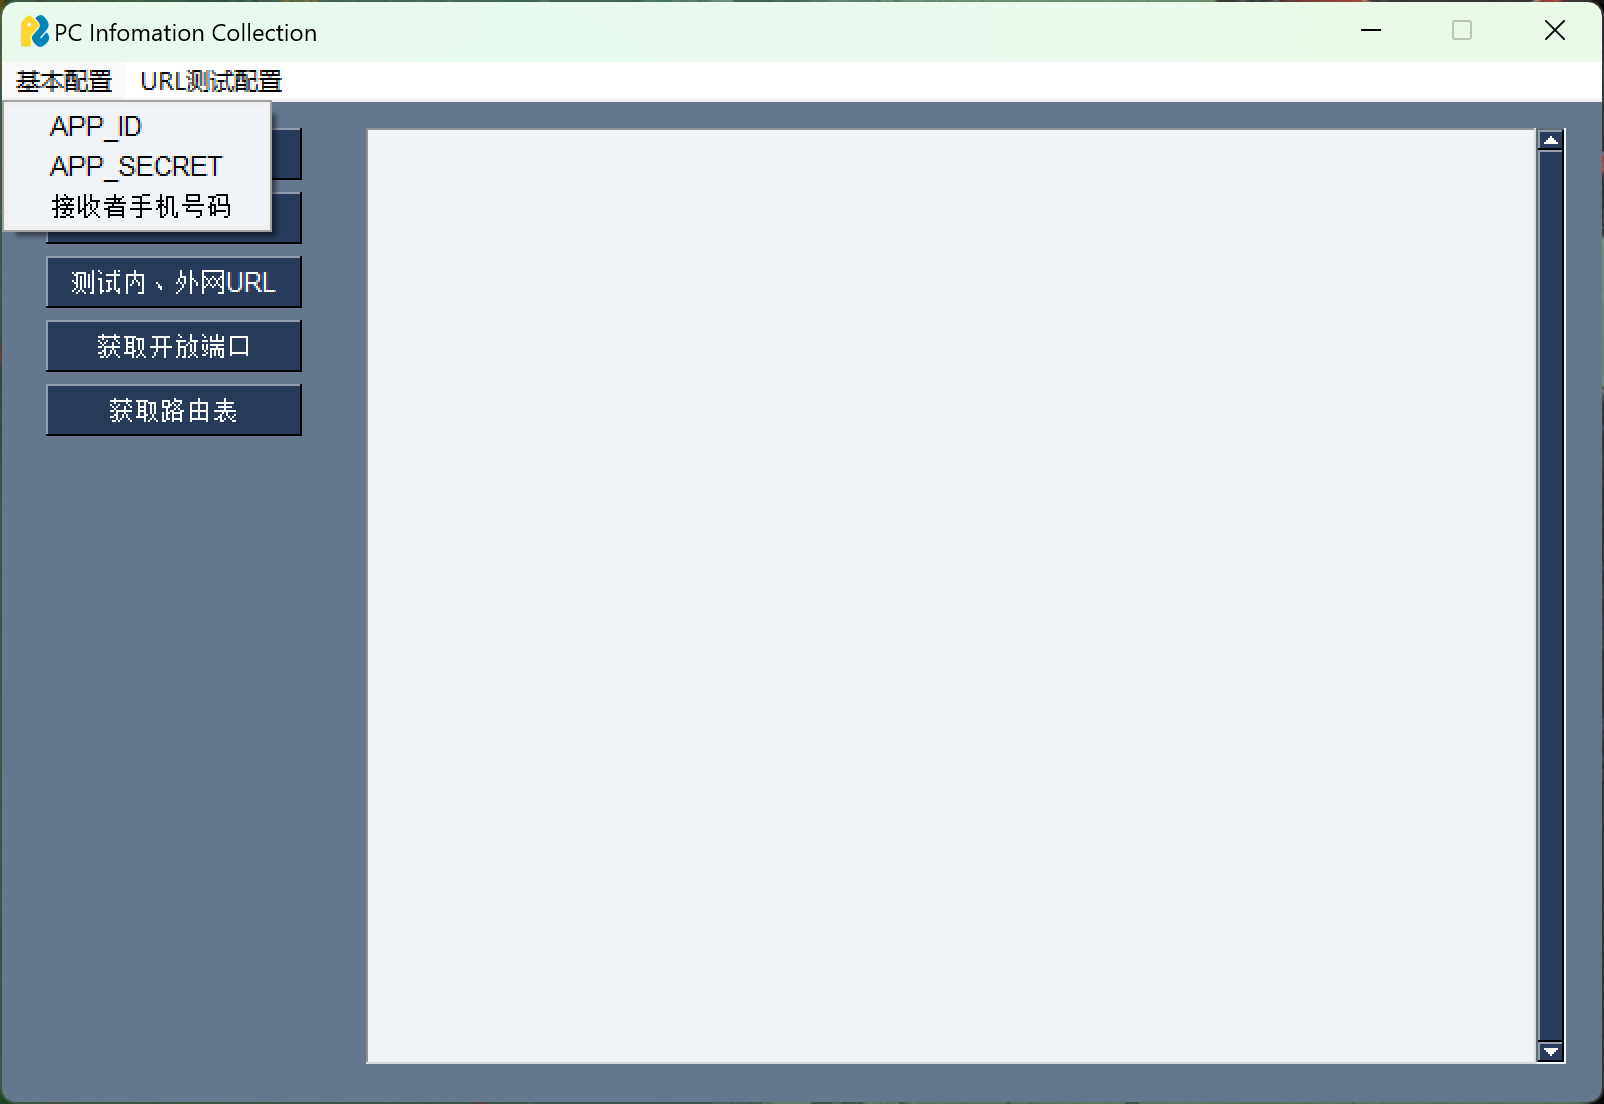 PC Infomation Collection
基本配置 URL测试配置
APP_ID
APP_SECRET
接收者手机号码
测试内、外网URL
获取开放端口
获取路由表